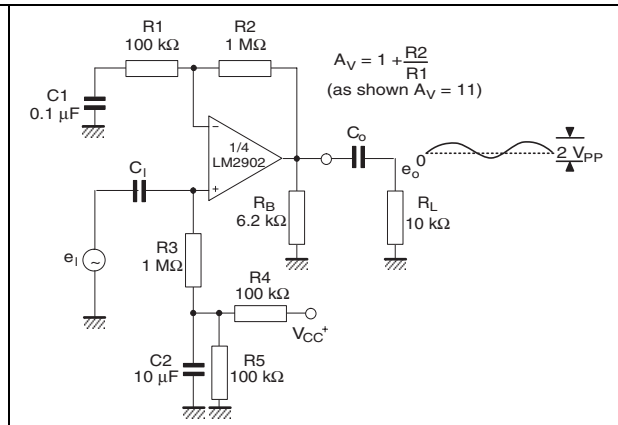 R1
100 kΩ
R2
1 MΩ
A_V = 1 + R2/R1
(as shown A_V = 11)
C1
0.1 μF
1/4
LM2902
−
+
C_I
C_o
e_o
0
2 V_PP
R_B
6.2 kΩ
R_L
10 kΩ
e_I
~
R3
1 MΩ
R4
100 kΩ
V_CC+
C2
10 μF
R5
100 kΩ